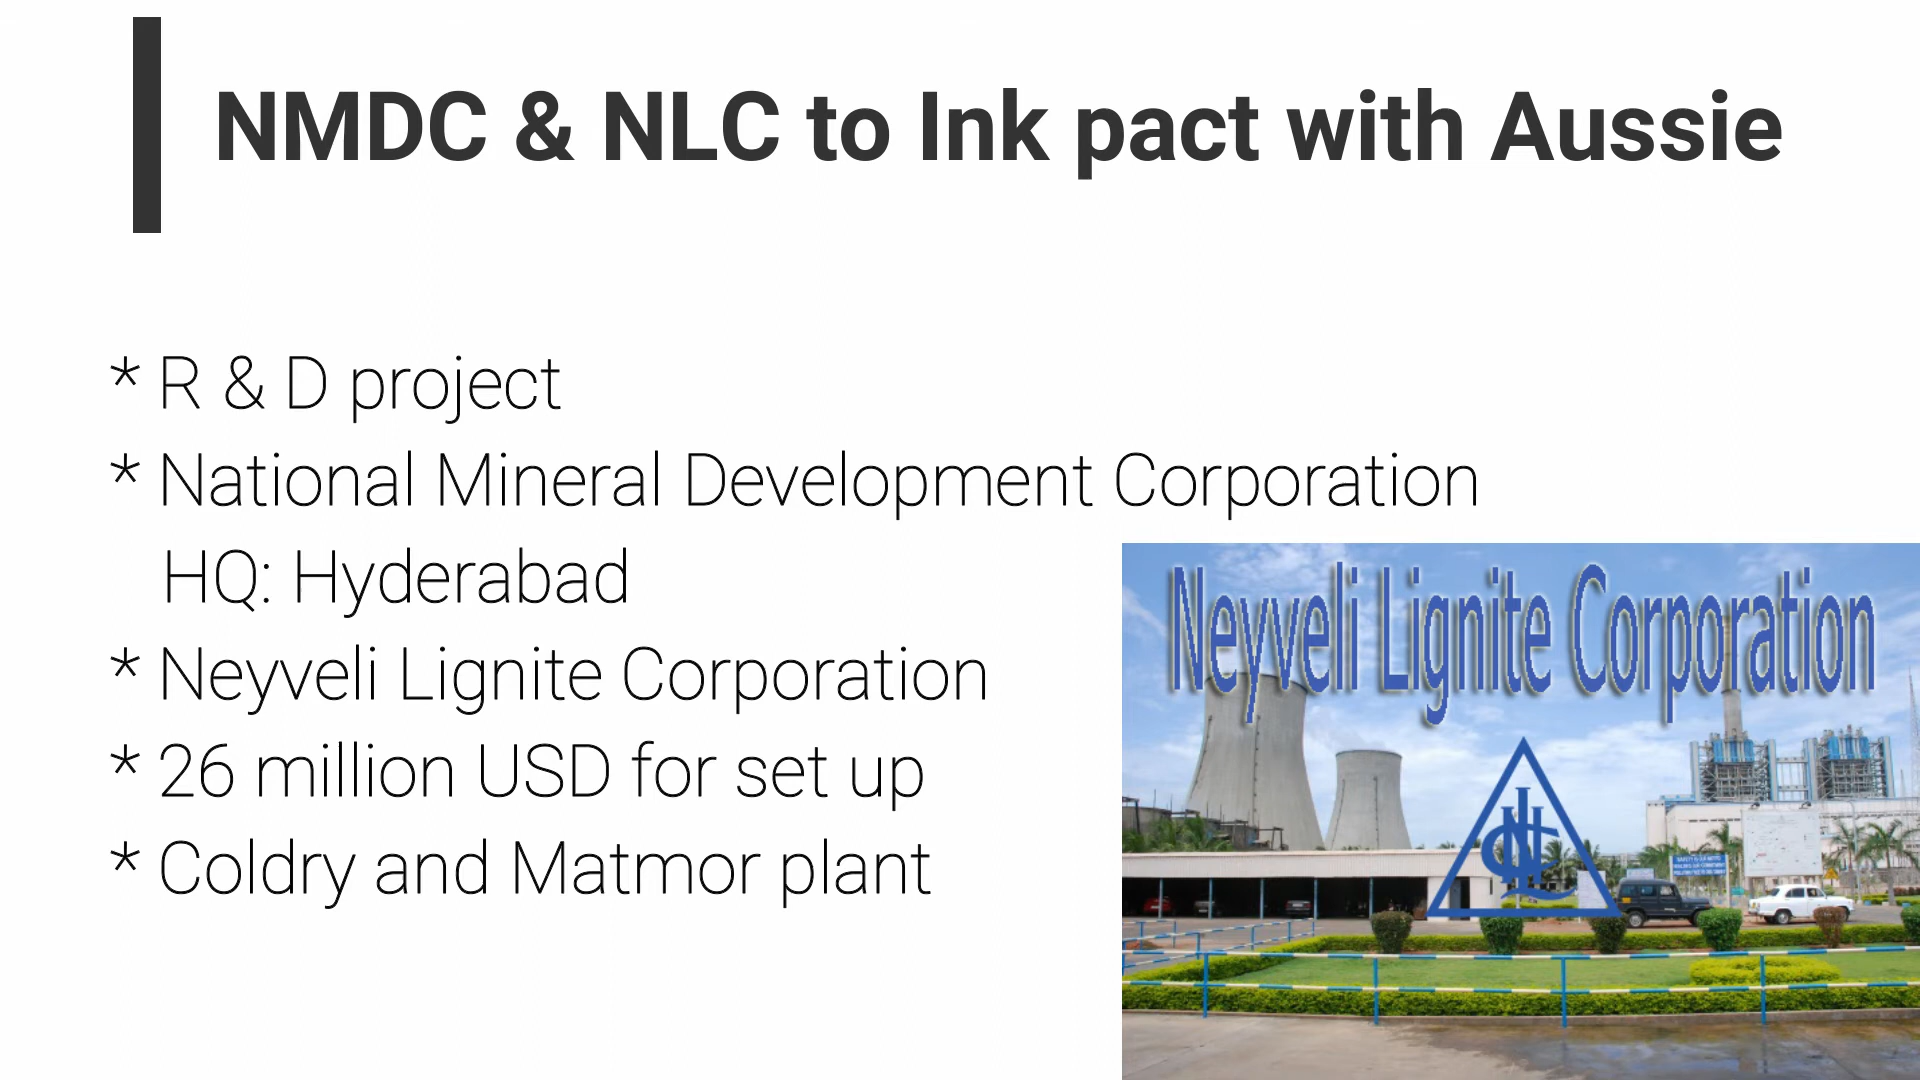 NMDC & NLC to Ink pact with Aussie
* R & D project
* National Mineral Development Corporation
HQ: Hyderabad
* Neyveli Lignite Corporation
* 26 million USD for set up
* Coldry and Matmor plant
Neyveli Lignite Corporation
NLC